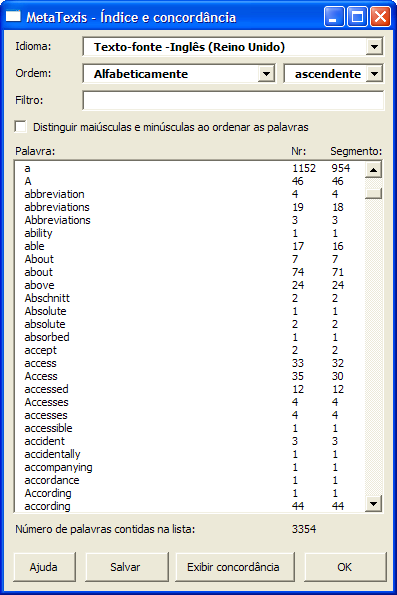 MetaTexis - Índice e concordância
Idioma: Texto-fonte -Inglês (Reino Unido)
Ordem: Alfabeticamente ascendente
Filtro:
Distinguir maiúsculas e minúsculas ao ordenar as palavras
Palavra: Nr: Segmento:
a 1152 954
A 46 46
abbreviation 4 4
abbreviations 19 18
Abbreviations 3 3
ability 1 1
able 17 16
About 7 7
about 74 71
above 24 24
Abschnitt 2 2
Absolute 1 1
absolute 2 2
absorbed 1 1
accept 2 2
access 33 32
Access 35 30
accessed 12 12
Accesses 4 4
accesses 4 4
accessible 1 1
accident 3 3
accidentally 1 1
accompanying 1 1
accordance 1 1
According 1 1
according 44 44
Número de palavras contidas na lista: 3354
Ajuda Salvar Exibir concordância OK